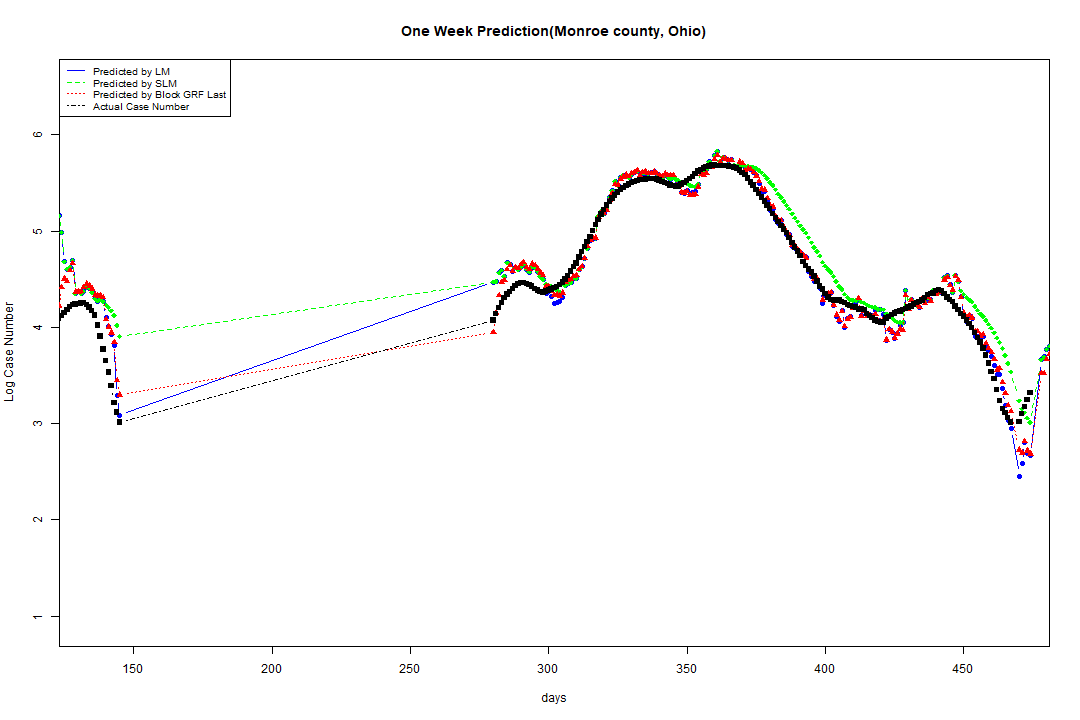 One Week Prediction(Monroe county, Ohio)
Predicted by LM
Predicted by SLM
Predicted by Block GRF Last
Actual Case Number
Log Case Number
6
5
4
3
2
1
150 200 250 300 350 400 450
days